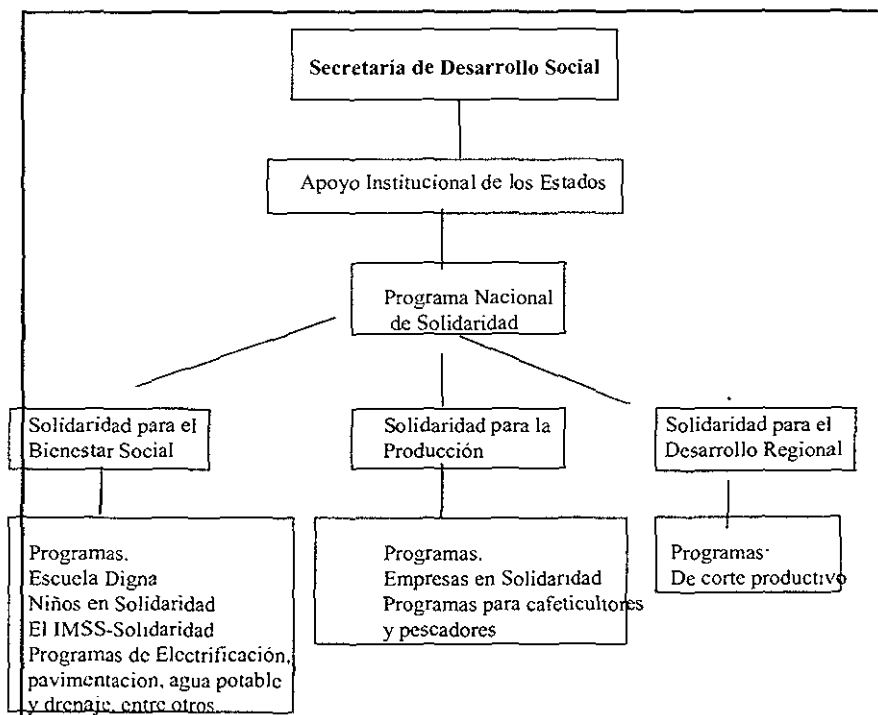 Secretaría de Desarrollo Social
Apoyo Institucional de los Estados
Programa Nacional
de Solidaridad
Solidaridad para el
Bienestar Social
Solidaridad para la
Producción
Solidaridad para el
Desarrollo Regional
Programas.
Escuela Digna
Niños en Solidaridad
El IMSS-Solidaridad
Programas de Electrificación,
pavimentacion, agua potable
y drenaje, entre otros
Programas.
Empresas en Solidaridad
Programas para cafeticultores
y pescadores
Programas·
De corte productivo